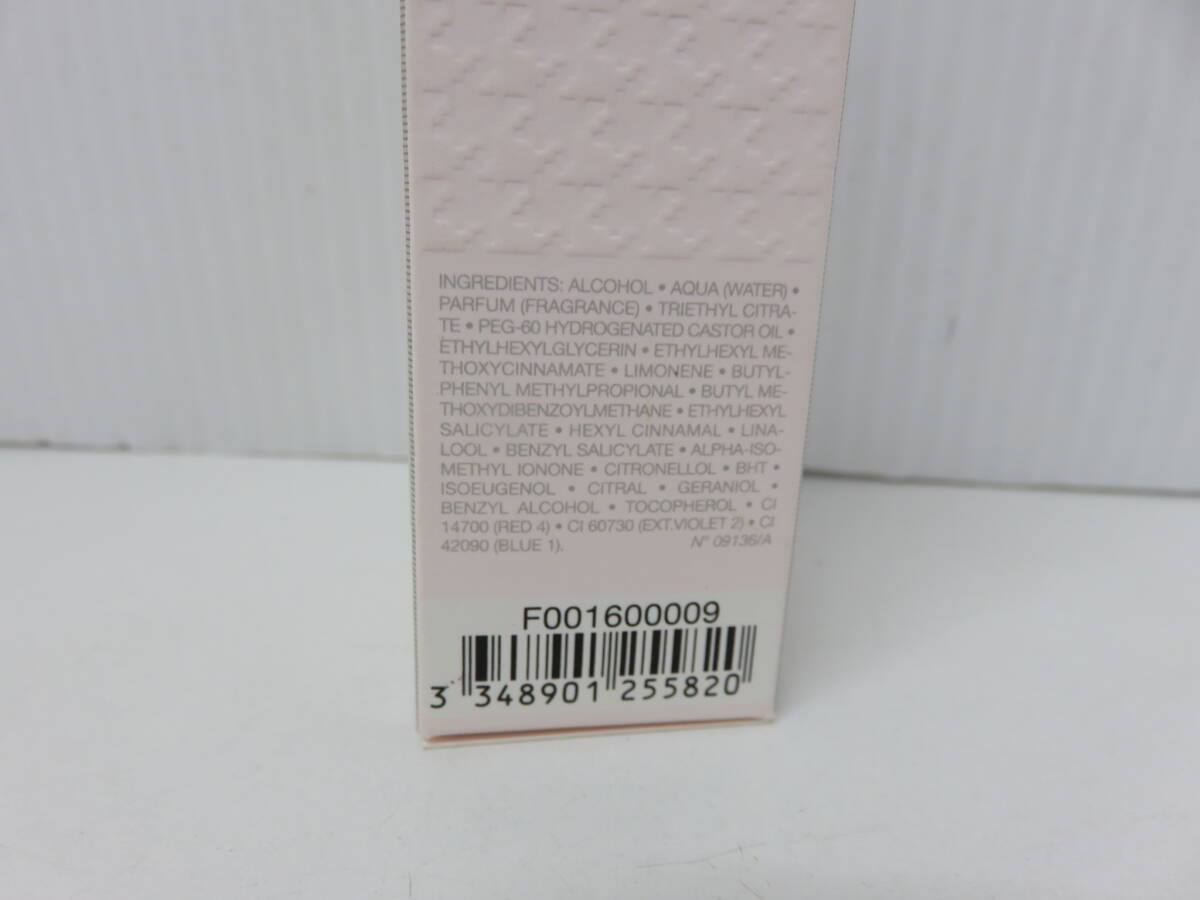 INGREDIENTS: ALCOHOL • AQUA (WATER) •
PARFUM (FRAGRANCE) • TRIETHYL CITRA-
TE • PEG-60 HYDROGENATED CASTOR OIL •
ETHYLHEXYLGLYCERIN • ETHYLHEXYL ME-
THOXYCINNAMATE • LIMONENE • BUTYL-
PHENYL METHYLPROPIONAL • BUTYL ME-
THOXYDIBENZOYLMETHANE • ETHYLHEXYL
SALICYLATE • HEXYL CINNAMAL • LINA-
LOOL • BENZYL SALICYLATE • ALPHA-ISO-
METHYL IONONE • CITRONELLOL • BHT •
ISOEUGENOL • CITRAL • GERANIOL •
BENZYL ALCOHOL • TOCOPHEROL • CI
14700 (RED 4) • CI 60730 (EXT.VIOLET 2) • CI
42090 (BLUE 1). N° 09136/A
F001600009
3 348901 255820